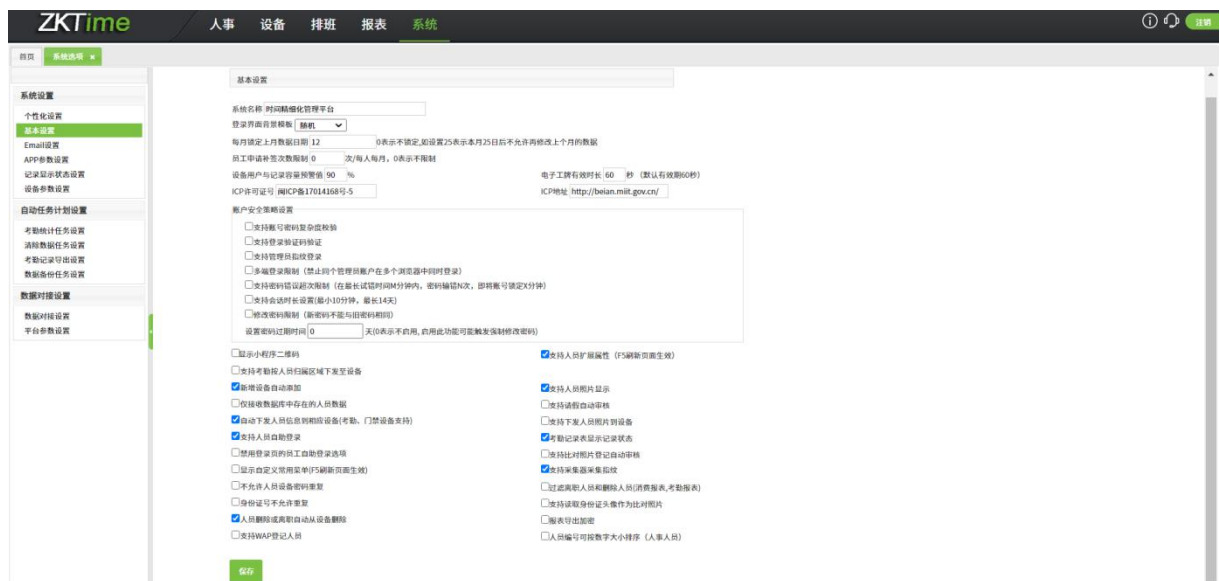 ZKTime 人事 设备 排班 报表 系统 注销
首页 系统选项 ×
基本设置
系统设置
个性化设置
基本设置
Email设置
APP参数设置
记录显示状态设置
设备参数设置
自动任务计划设置
考勤统计任务设置
清除数据任务设置
考勤记录导出设置
数据备份任务设置
数据对接设置
数据对接设置
平台参数设置
系统名称 时间精细化管理平台
登录界面背景模板 随机
每月锁定上月数据日期 12 0表示不锁定,如设置25表示本月25日后不允许再修改上个月的数据
员工申请补签次数限制 0 次/每人每月，0表示不限制
设备用户与记录容量预警值 90 % 电子工牌有效时长 60 秒 （默认有效期60秒）
ICP许可证号 闽ICP备17014168号-5 ICP地址 http://beian.miit.gov.cn/
账户安全策略设置
支持账号密码复杂度校验
支持登录验证码验证
支持管理员指纹登录
多端登录限制（禁止同个管理员账户在多个浏览器中同时登录）
支持密码错误超次限制（在最长试错时间M分钟内，密码输错N次，即将账号锁定X分钟）
支持会话时长设置(最小10分钟，最长14天)
修改密码限制（新密码不能与旧密码相同）
设置密码过期时间 0 天(0表示不启用,启用此功能可能触发强制修改密码)
显示小程序二维码 支持人员扩展属性（F5刷新页面生效）
支持考勤按人员归属区域下发至设备
新增设备自动添加 支持人员照片显示
仅接收数据库中存在的人员数据 支持请假自动审核
自动下发人员信息到相应设备(考勤、门禁设备支持) 支持下发人员照片到设备
支持人员自助登录 考勤记录表显示记录状态
禁用登录页的员工自助登录选项 支持比对照片登记自动审核
显示自定义常用菜单(F5刷新页面生效) 支持采集器采集指纹
不允许人员设备密码重复 过滤离职人员和删除人员(消费报表,考勤报表)
身份证号不允许重复 支持读取身份证头像作为比对照片
人员删除或离职自动从设备删除 报表导出加密
支持WAP登记人员 人员编号可按数字大小排序（人事人员）
保存